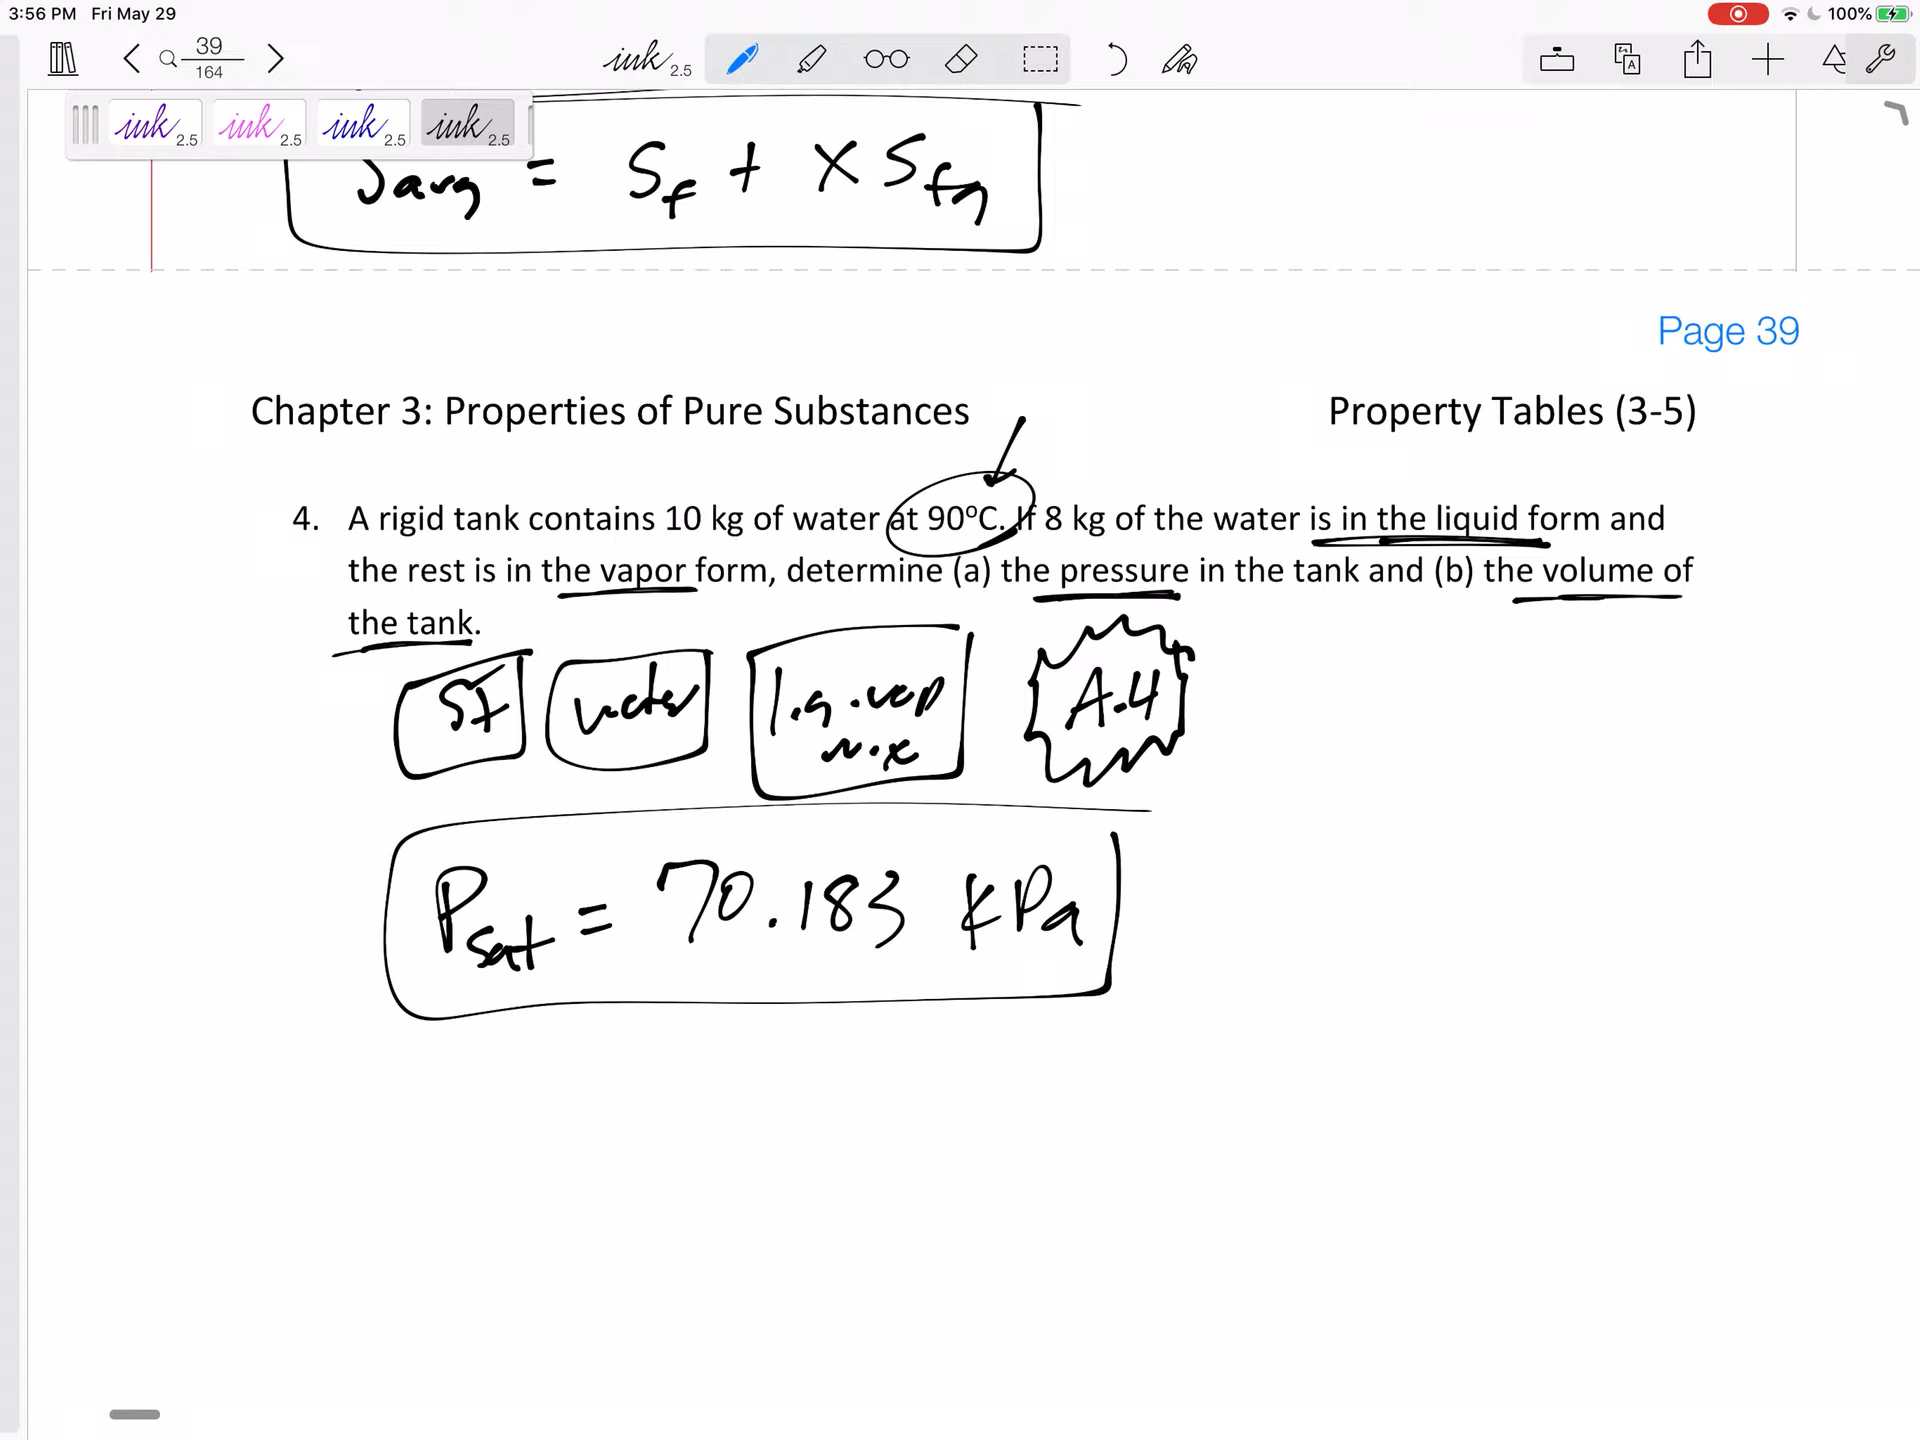 3:56 PM Fri May 29
100%
39
164
ink 2.5
ink 2.5 ink 2.5 ink 2.5 ink 2.5
Savg = Sf + X Sfg
Page 39
Chapter 3: Properties of Pure Substances Property Tables (3-5)
4. A rigid tank contains 10 kg of water at 90°C. If 8 kg of the water is in the liquid form and
the rest is in the vapor form, determine (a) the pressure in the tank and (b) the volume of
the tank.
SI water liq.vap A-4
mix
Psat = 70.183 kPa